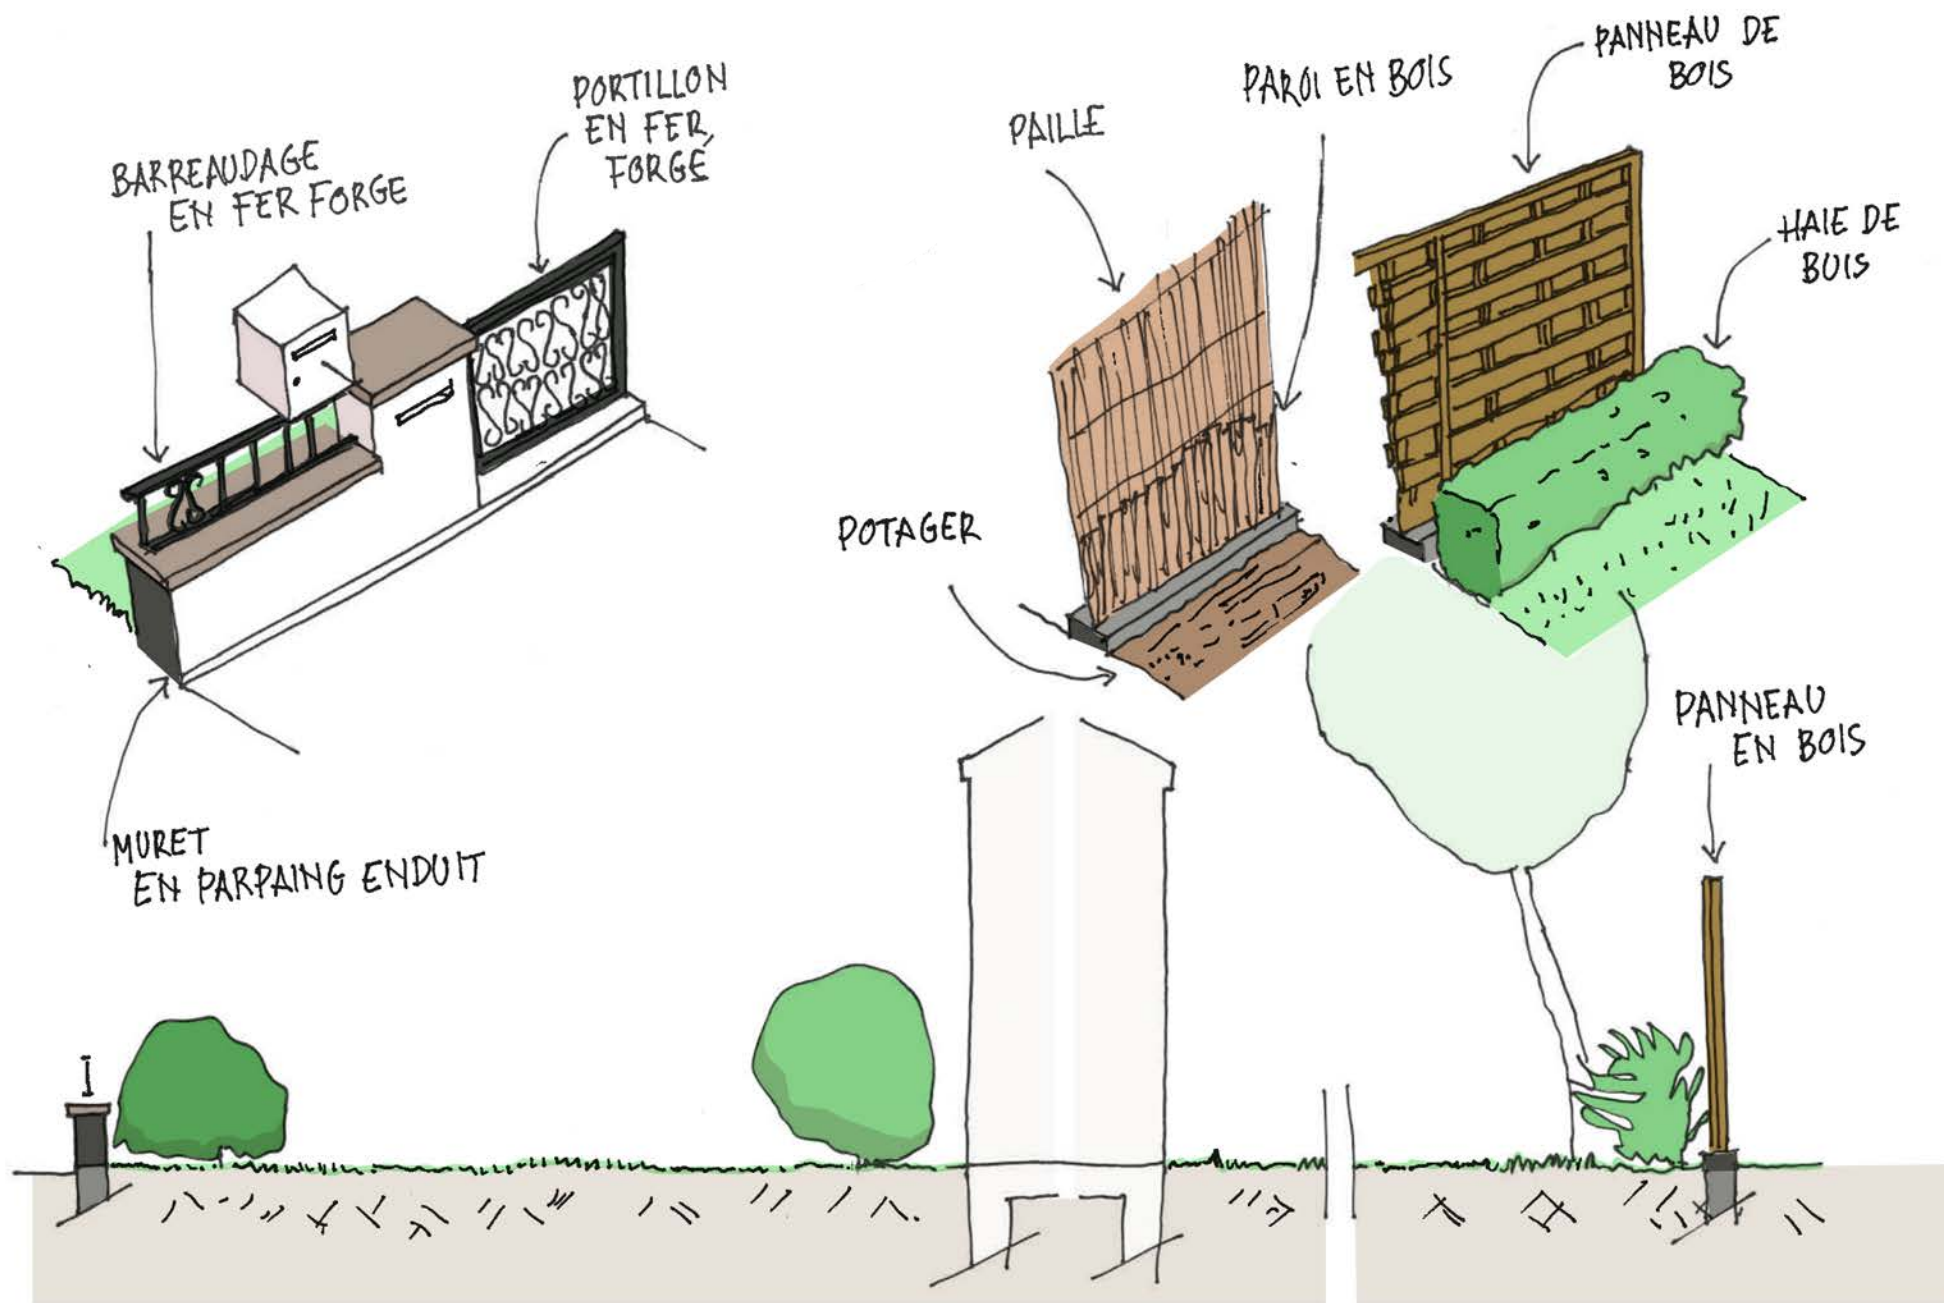 BARREAUDAGE
EN FER FORGE
PORTILLON
EN FER
FORGÉ
PAILLE
PAROI EN BOIS
PANNEAU DE
BOIS
HAIE DE
BUIS
POTAGER
MURET
EN PARPAING ENDUIT
PANNEAU
EN BOIS